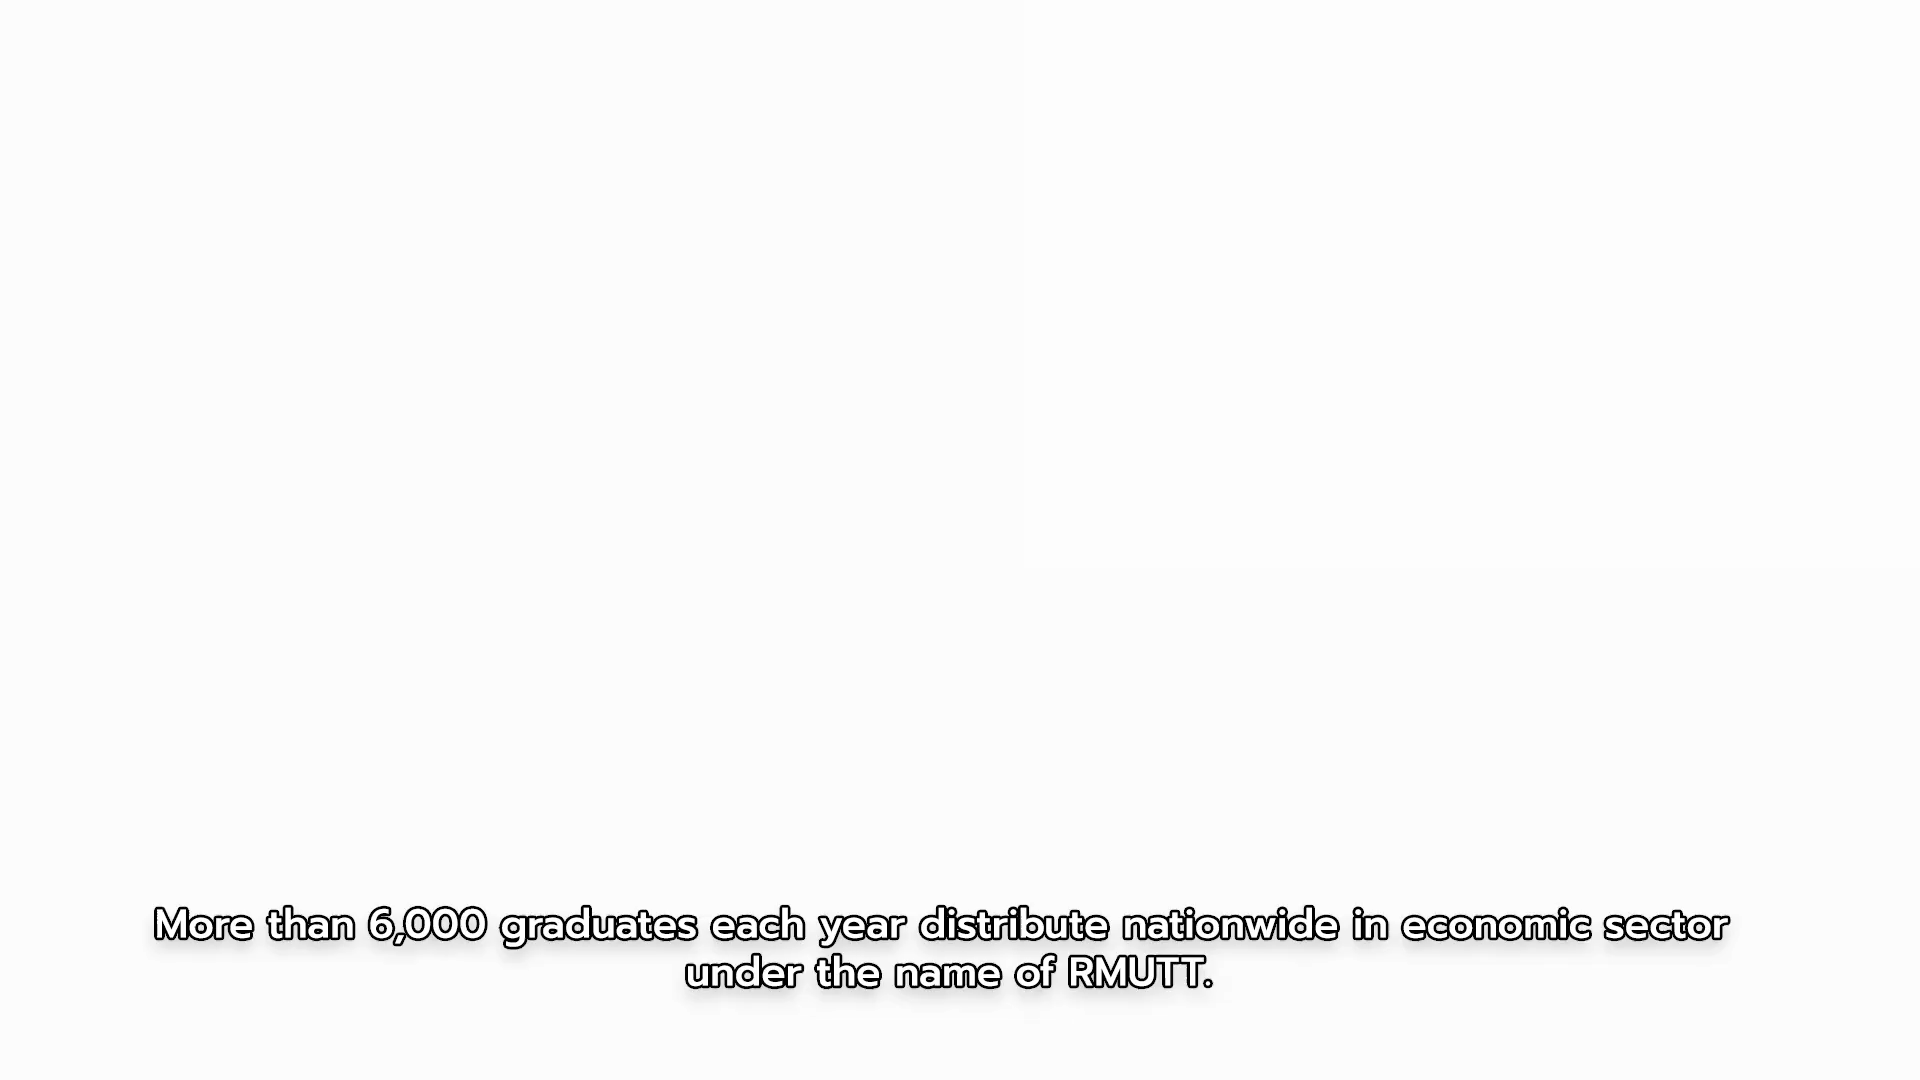 More than 6,000 graduates each year distribute nationwide in economic sector
under the name of RMUTT.